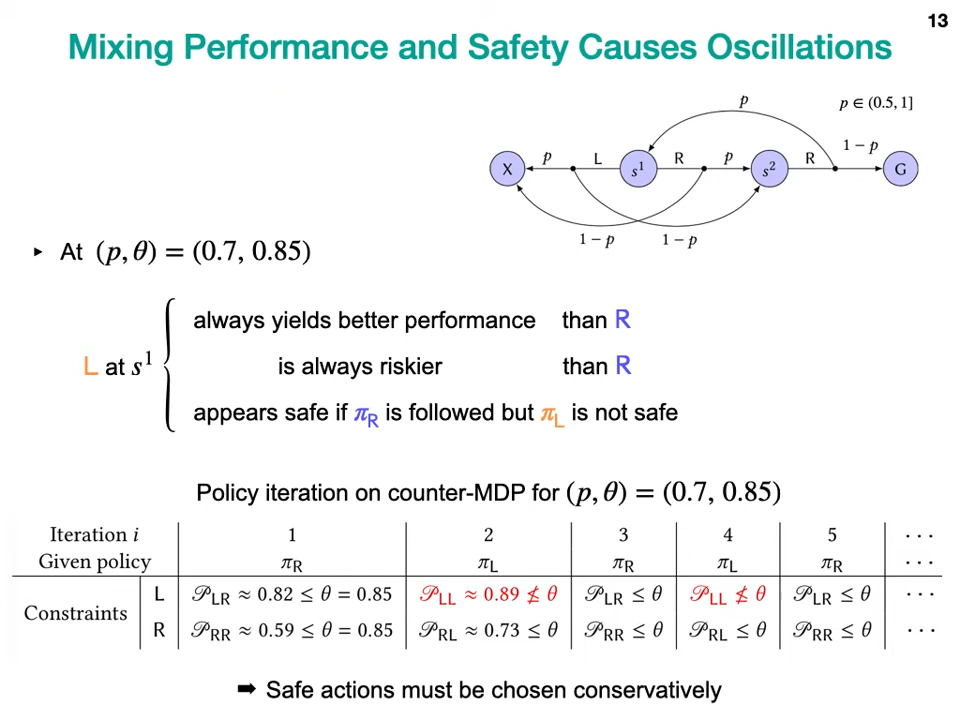 13
Mixing Performance and Safety Causes Oscillations
p
p ∈ (0.5, 1]
X p L s¹ R p s² R 1 − p G
1 − p 1 − p
▸ At (p, θ) = (0.7, 0.85)
always yields better performance than R
L at s¹ is always riskier than R
appears safe if π_R is followed but π_L is not safe
Policy iteration on counter-MDP for (p, θ) = (0.7, 0.85)
Iteration i 1 2 3 4 5 · · ·
Given policy π_R π_L π_R π_L π_R · · ·
Constraints
L 𝒫_LR ≈ 0.82 ≤ θ = 0.85 𝒫_LL ≈ 0.89 ≰ θ 𝒫_LR ≤ θ 𝒫_LL ≰ θ 𝒫_LR ≤ θ · · ·
R 𝒫_RR ≈ 0.59 ≤ θ = 0.85 𝒫_RL ≈ 0.73 ≤ θ 𝒫_RR ≤ θ 𝒫_RL ≤ θ 𝒫_RR ≤ θ · · ·
➡ Safe actions must be chosen conservatively